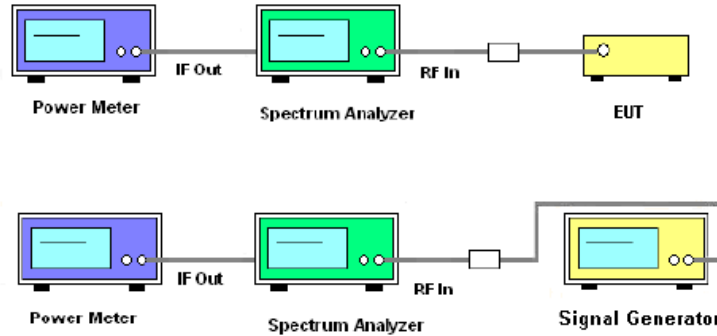 IF Out
RF In
Power Meter
Spectrum Analyzer
EUT
IF Out
RF In
Power Meter
Spectrum Analyzer
Signal Generator